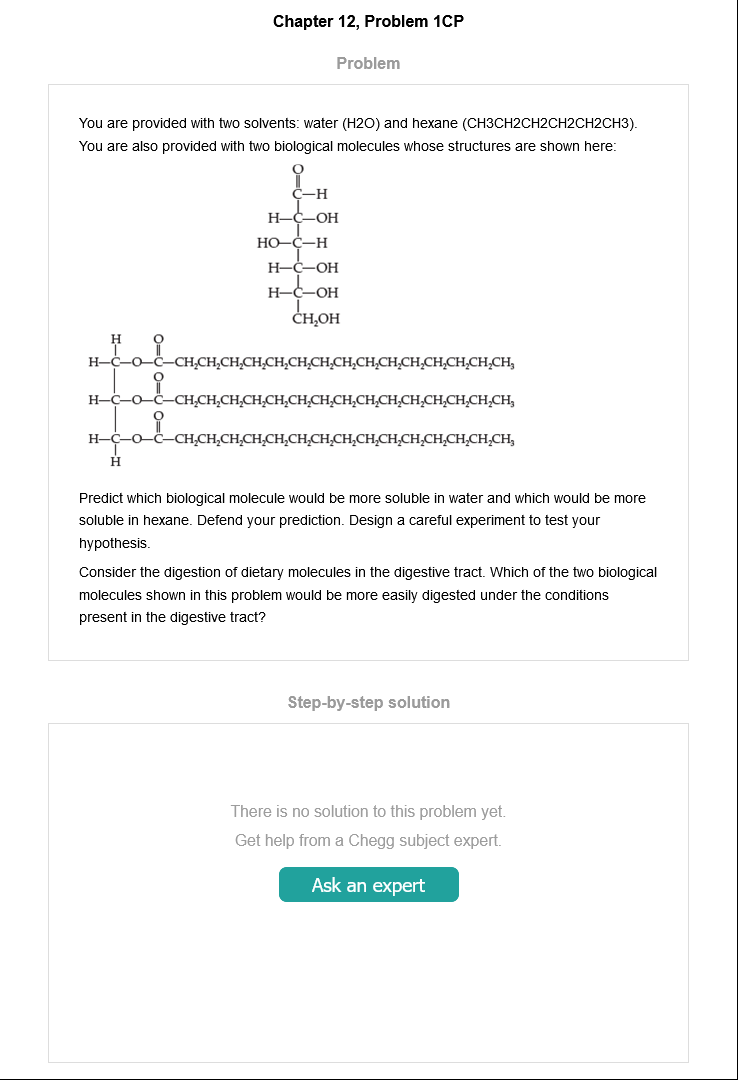 Chapter 12, Problem 1CP
Problem
You are provided with two solvents: water (H2O) and hexane (CH3CH2CH2CH2CH2CH3).
You are also provided with two biological molecules whose structures are shown here:
O
C—H
H—C—OH
HO—C—H
H—C—OH
H—C—OH
CH₂OH
H O
H—C—O—C—CH₂CH₂CH₂CH₂CH₂CH₂CH₂CH₂CH₂CH₂CH₂CH₂CH₂CH₂CH₃
O
H—C—O—C—CH₂CH₂CH₂CH₂CH₂CH₂CH₂CH₂CH₂CH₂CH₂CH₂CH₂CH₂CH₃
O
H—C—O—C—CH₂CH₂CH₂CH₂CH₂CH₂CH₂CH₂CH₂CH₂CH₂CH₂CH₂CH₂CH₃
H
Predict which biological molecule would be more soluble in water and which would be more
soluble in hexane. Defend your prediction. Design a careful experiment to test your
hypothesis.
Consider the digestion of dietary molecules in the digestive tract. Which of the two biological
molecules shown in this problem would be more easily digested under the conditions
present in the digestive tract?
Step-by-step solution
There is no solution to this problem yet.
Get help from a Chegg subject expert.
Ask an expert